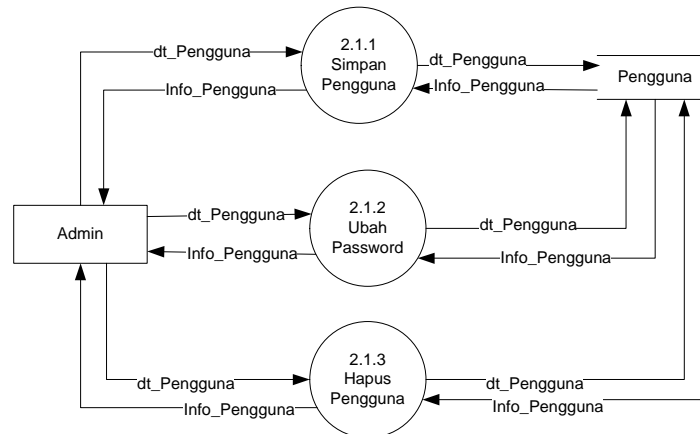 2.1.1
Simpan
Pengguna
dt_Pengguna
dt_Pengguna
Pengguna
Info_Pengguna
Info_Pengguna
Admin
dt_Pengguna
2.1.2
Ubah
Password
dt_Pengguna
Info_Pengguna
Info_Pengguna
2.1.3
Hapus
Pengguna
dt_Pengguna
dt_Pengguna
Info_Pengguna
Info_Pengguna